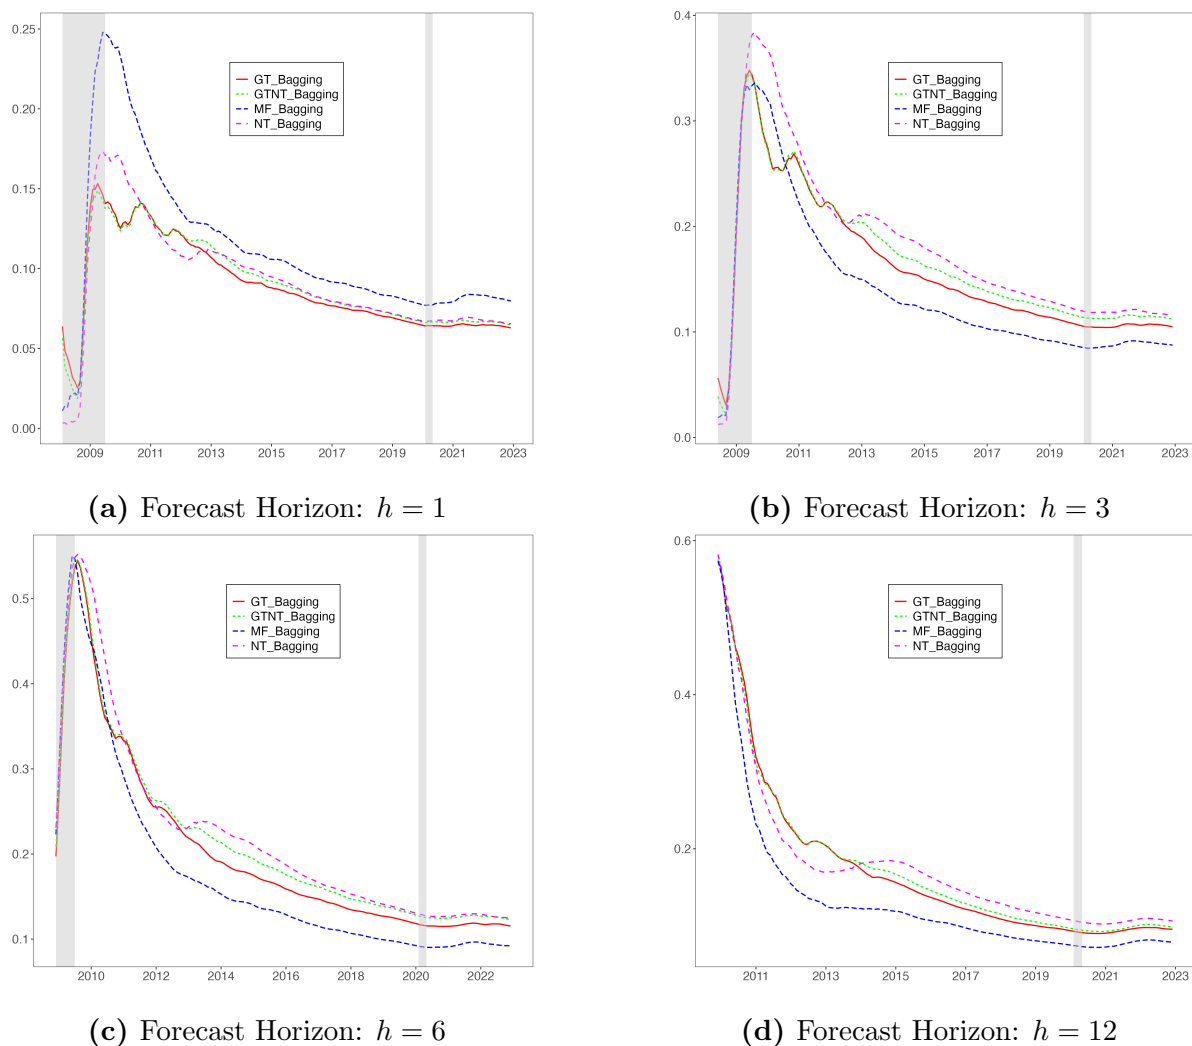 0.25
0.20
0.15
0.10
0.05
0.00
GT_Bagging
GTNT_Bagging
MF_Bagging
NT_Bagging
2009 2011 2013 2015 2017 2019 2021 2023
(a) Forecast Horizon: h = 1
0.4
0.3
0.2
0.1
0.0
GT_Bagging
GTNT_Bagging
MF_Bagging
NT_Bagging
2009 2011 2013 2015 2017 2019 2021 2023
(b) Forecast Horizon: h = 3
0.5
0.4
0.3
0.2
0.1
GT_Bagging
GTNT_Bagging
MF_Bagging
NT_Bagging
2010 2012 2014 2016 2018 2020 2022
(c) Forecast Horizon: h = 6
0.6
0.4
0.2
GT_Bagging
GTNT_Bagging
MF_Bagging
NT_Bagging
2011 2013 2015 2017 2019 2021 2023
(d) Forecast Horizon: h = 12